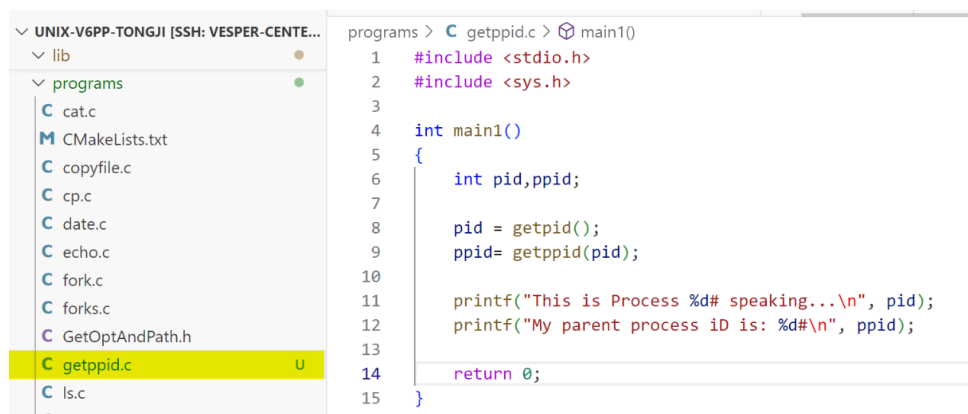 UNIX-V6PP-TONGJI [SSH: VESPER-CENTE...
lib
programs
C cat.c
M CMakeLists.txt
C copyfile.c
C cp.c
C date.c
C echo.c
C fork.c
C forks.c
C GetOptAndPath.h
C getppid.c U
C ls.c
programs > C getppid.c > main1()
1 #include <stdio.h>
2 #include <sys.h>
3
4 int main1()
5 {
6 int pid,ppid;
7
8 pid = getpid();
9 ppid= getppid(pid);
10
11 printf("This is Process %d# speaking...\n", pid);
12 printf("My parent process iD is: %d#\n", ppid);
13
14 return 0;
15 }